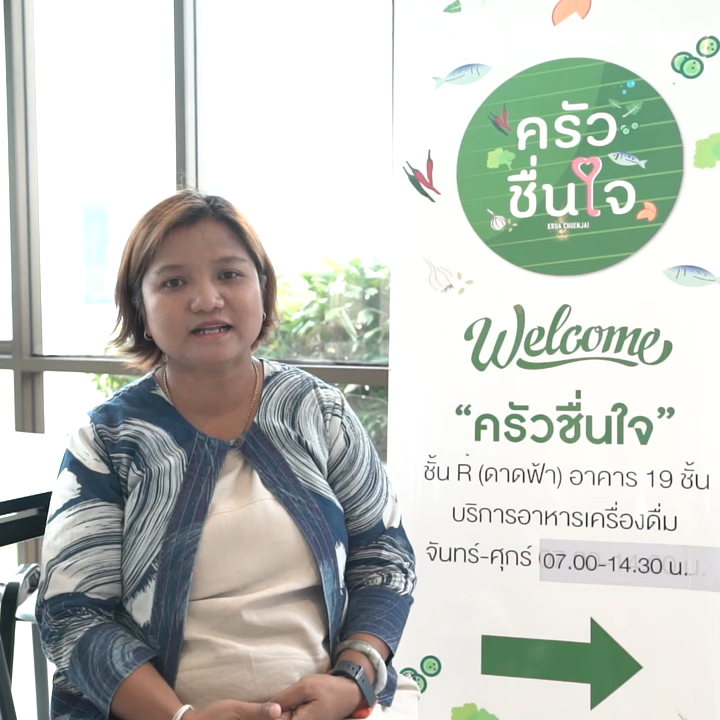 ครัว
ชื่นใจ
KRUA CHUENJAI
Welcome
“ครัวชื่นใจ”
ชั้น R (ดาดฟ้า) อาคาร 19 ชั้น
บริการอาหารเครื่องดื่ม
จันทร์-ศุกร์ 07.00-14.30 น.